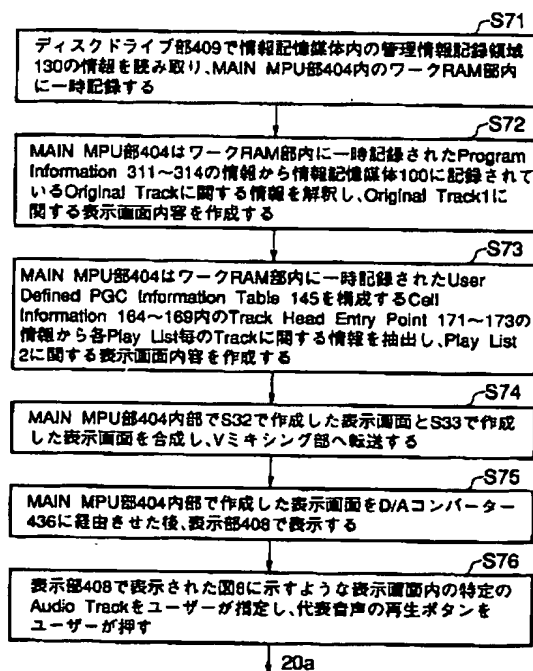 S71
ディスクドライブ部409で情報記憶媒体内の管理情報記録領域
130の情報を読み取り、MAIN MPU部404内のワークRAM部内
に一時記録する
S72
MAIN MPU部404はワークRAM部内に一時記録されたProgram
Information 311〜314の情報から情報記憶媒体100に記録されて
いるOriginal Trackに関する情報を解釈し、Original Track1に
関する表示画面内容を作成する
S73
MAIN MPU部404はワークRAM部内に一時記録されたUser
Defined PGC Information Table 145を構成するCell
Information 164〜169内のTrack Head Entry Point 171〜173の
情報から各Play List毎のTrackに関する情報を抽出し、Play List
2に関する表示画面内容を作成する
S74
MAIN MPU部404内部でS32で作成した表示画面とS33で作成
した表示画面を合成し、Vミキシング部へ転送する
S75
MAIN MPU部404内部で作成した表示画面をD/Aコンバーター
436に経由させた後、表示部408で表示する
S76
表示部408で表示された図8に示すような表示画面内の特定の
Audio Trackをユーザーが指定し、代表音声の再生ボタンを
ユーザーが押す
20a